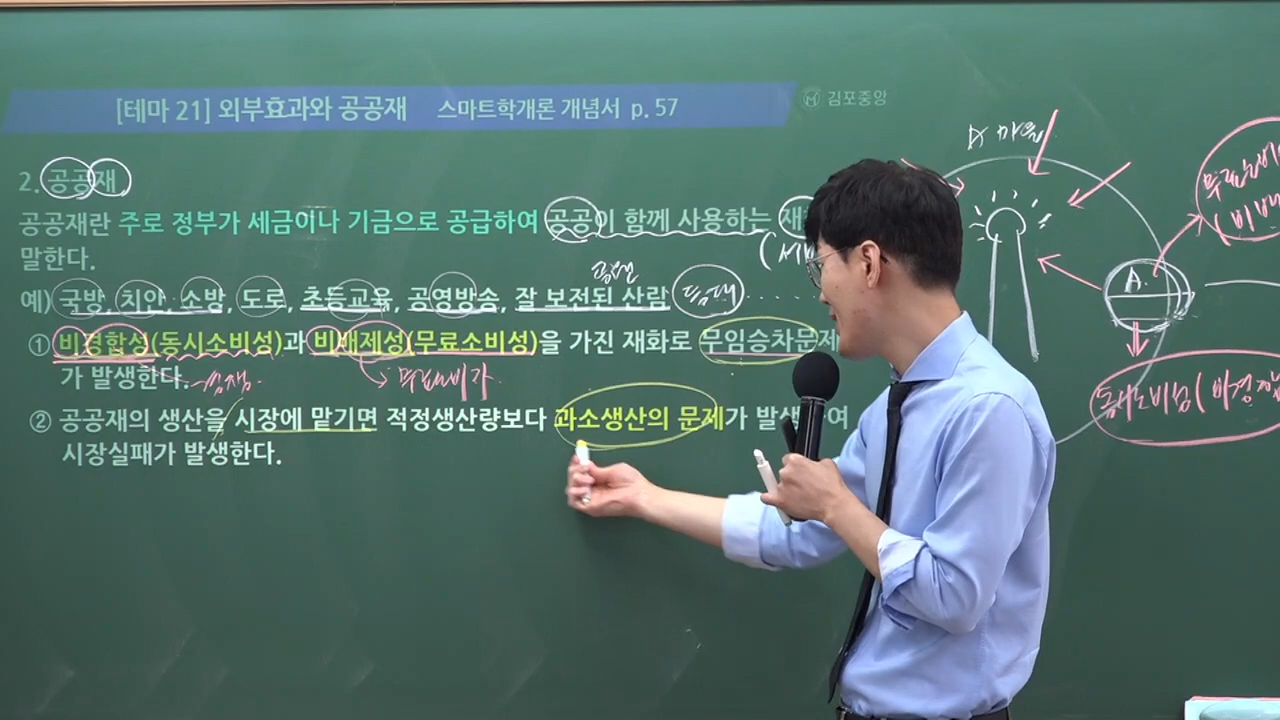 [테마 21] 외부효과와 공공재 스마트학개론 개념서 p. 57
김포중앙
2. 공공재
공공재란 주로 정부가 세금이나 기금으로 공급하여 공공이 함께 사용하는 재
말한다.
예) 국방, 치안, 소방, 도로, 초등교육, 공영방송, 잘 보전된 산림
① 비경합성(동시소비성)과 비배제성(무료소비성)을 가진 재화로 무임승차문제
가 발생한다.
② 공공재의 생산을 시장에 맡기면 적정생산량보다 과소생산의 문제가 발생하여
시장실패가 발생한다.
A 마을
A.